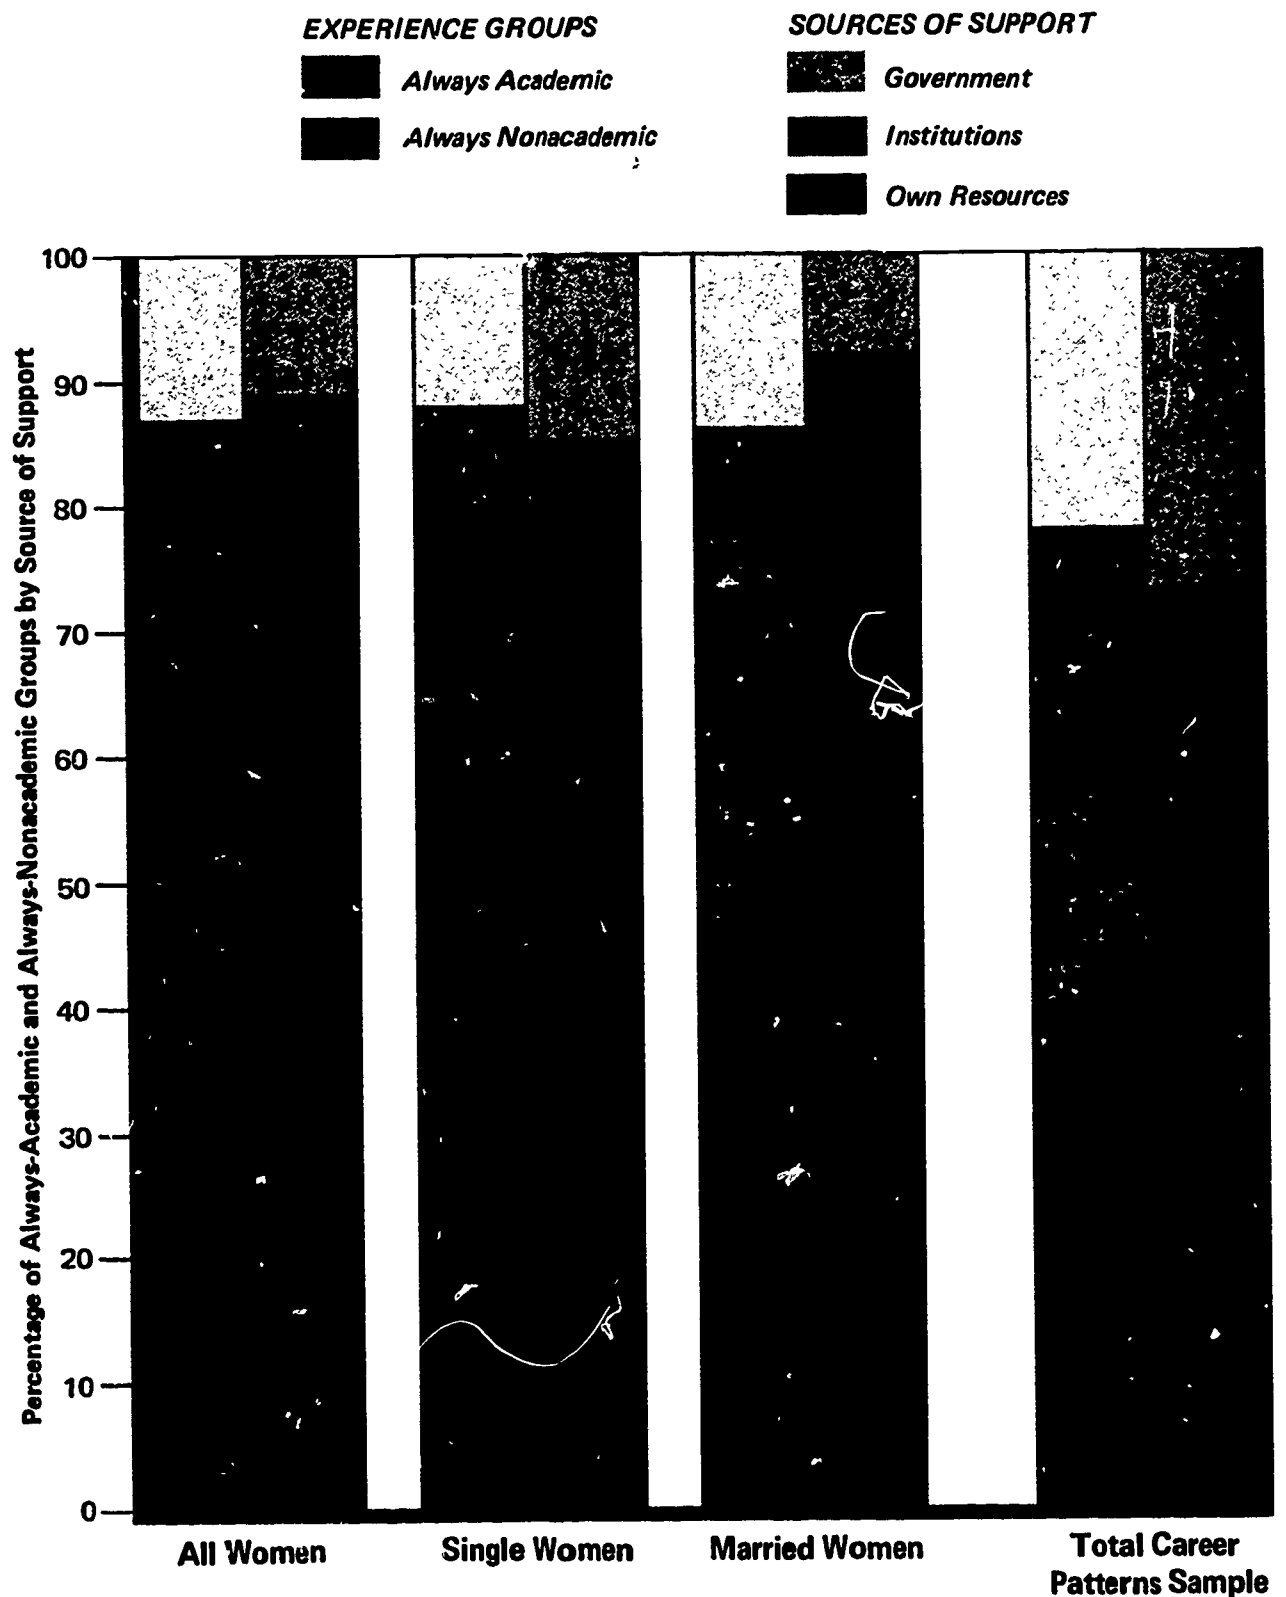 EXPERIENCE GROUPS
Always Academic
Always Nonacademic
SOURCES OF SUPPORT
Government
Institutions
Own Resources
Percentage of Always-Academic and Always-Nonacademic Groups by Source of Support
100
90
80
70
60
50
40
30
20
10
0
All Women
Single Women
Married Women
Total Career
Patterns Sample